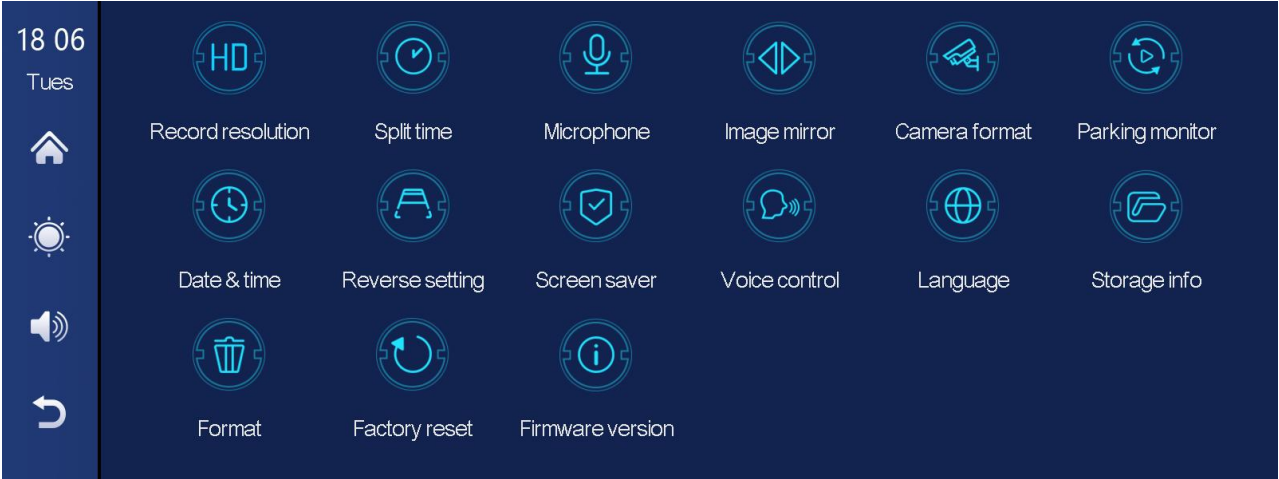 18 06
Tues
HD
Record resolution
Split time
Microphone
Image mirror
Camera format
Parking monitor
Date & time
Reverse setting
Screen saver
Voice control
Language
Storage info
Format
Factory reset
Firmware version